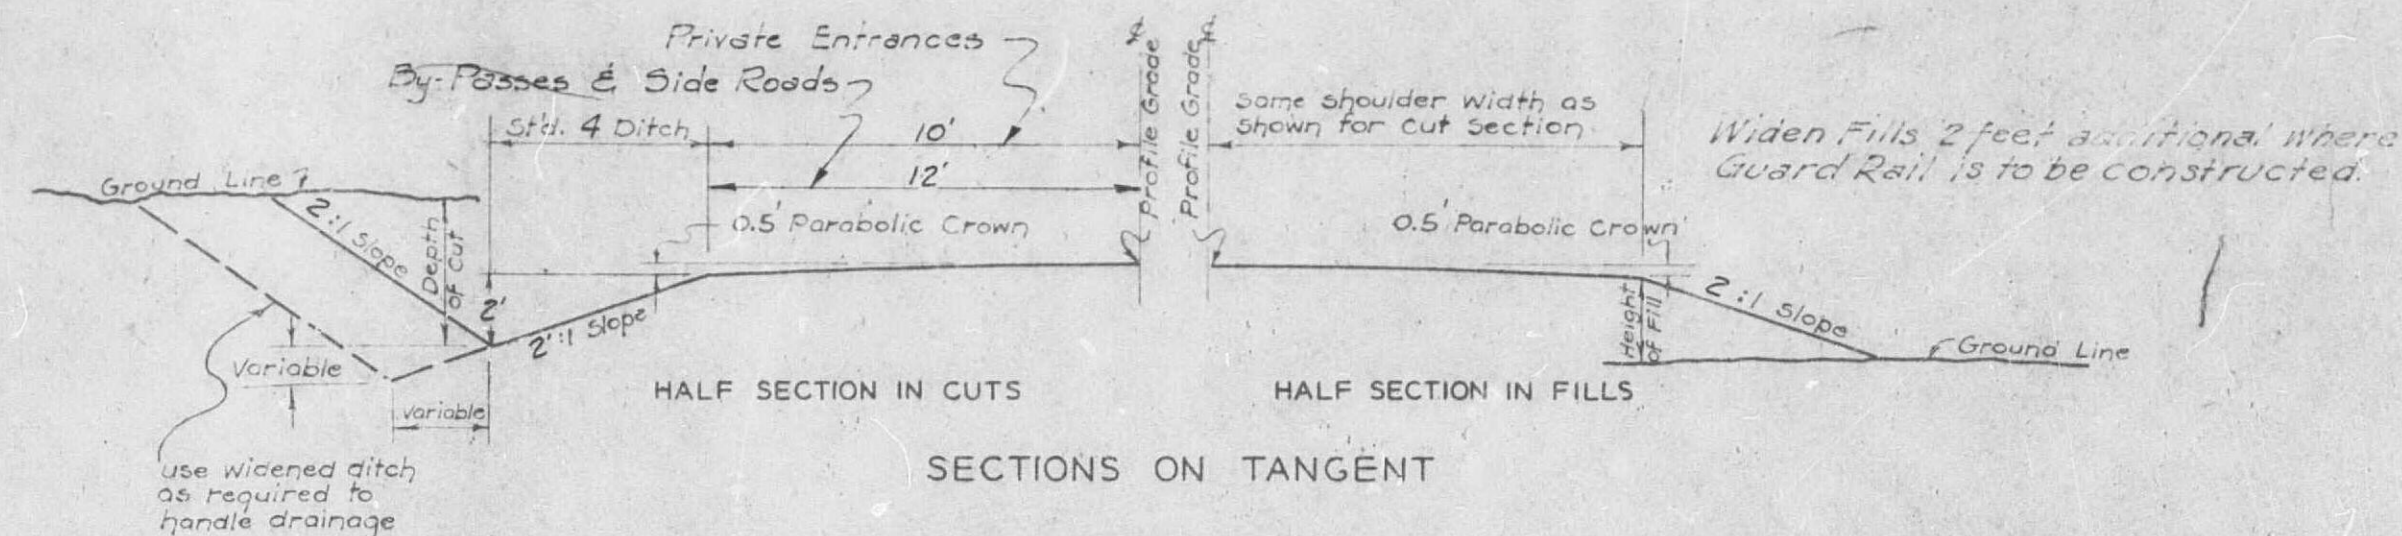 Private Entrances
By-Passes & Side Roads
St'd. 4 Ditch
10'
12'
Profile Grade
Profile Grade
Same shoulder width as
shown for cut section
Widen Fills 2 feet additional where
Guard Rail is to be constructed.
Ground Line
2:1 Slope
Depth
of Cut
0.5' Parabolic Crown
0.5' Parabolic Crown
2'
2':1 Slope
2:1 Slope
Height
of Fill
Ground Line
Variable
variable
HALF SECTION IN CUTS
HALF SECTION IN FILLS
SECTIONS ON TANGENT
use widened ditch
as required to
handle drainage